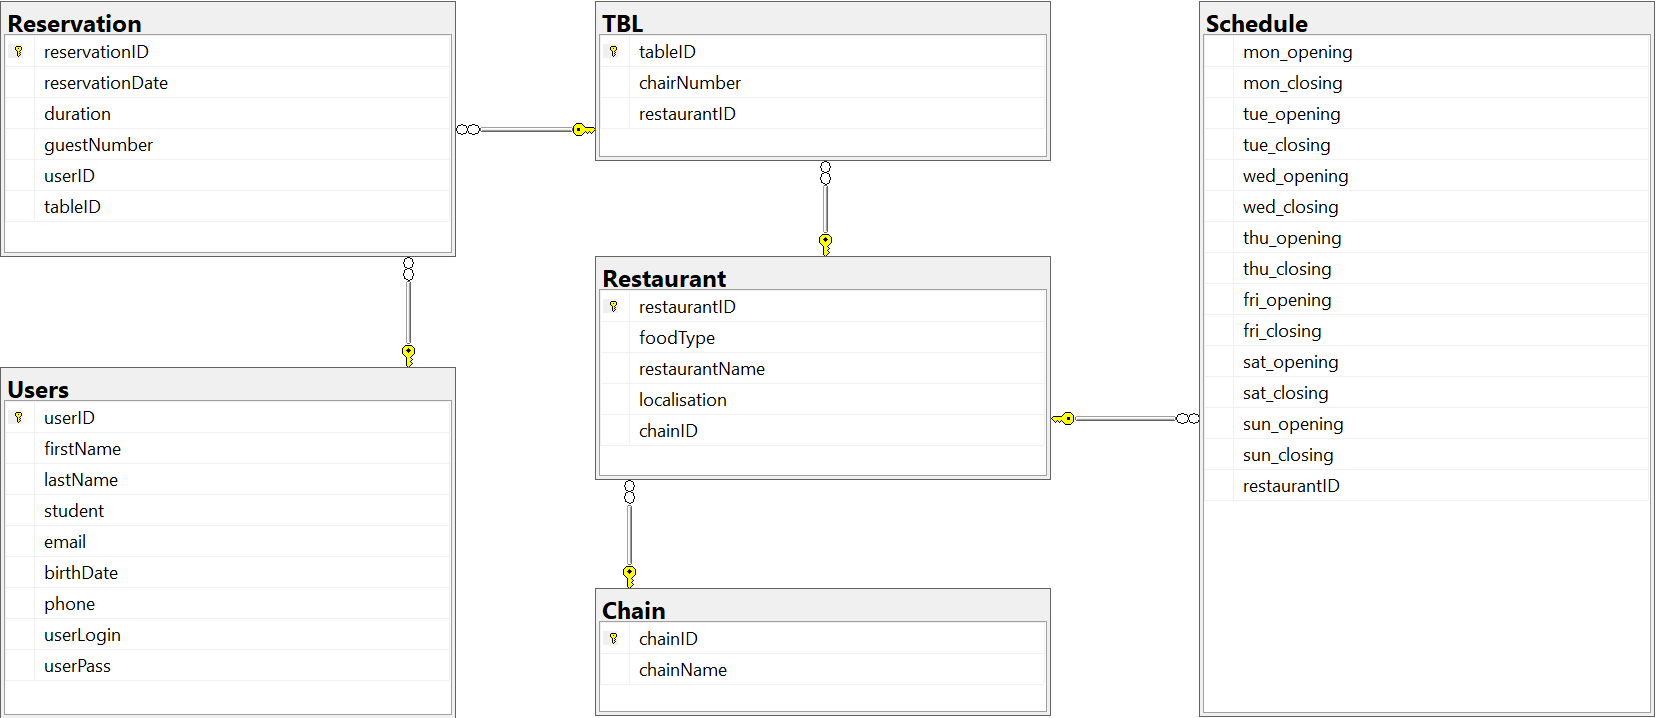 Reservation
reservationID
reservationDate
duration
guestNumber
userID
tableID
TBL
tableID
chairNumber
restaurantID
Schedule
mon_opening
mon_closing
tue_opening
tue_closing
wed_opening
wed_closing
thu_opening
thu_closing
fri_opening
fri_closing
sat_opening
sat_closing
sun_opening
sun_closing
restaurantID
Restaurant
restaurantID
foodType
restaurantName
localisation
chainID
Users
userID
firstName
lastName
student
email
birthDate
phone
userLogin
userPass
Chain
chainID
chainName